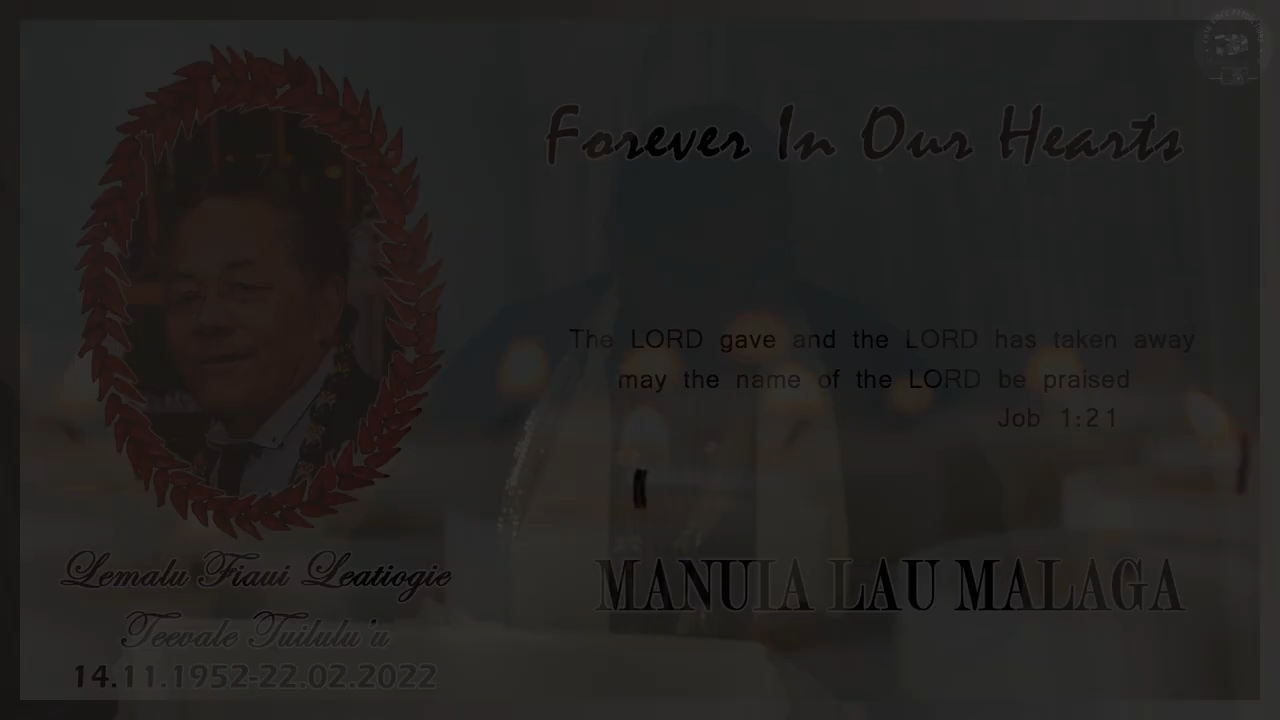 Forever In Our Hearts
The LORD gave and the LORD has taken away
may the name of the LORD be praised
Job 1:21
Lemalu Fiaui Leatiogie
Teevale Tuilulu'u
14.11.1952-22.02.2022
MANUIA LAU MALAGA